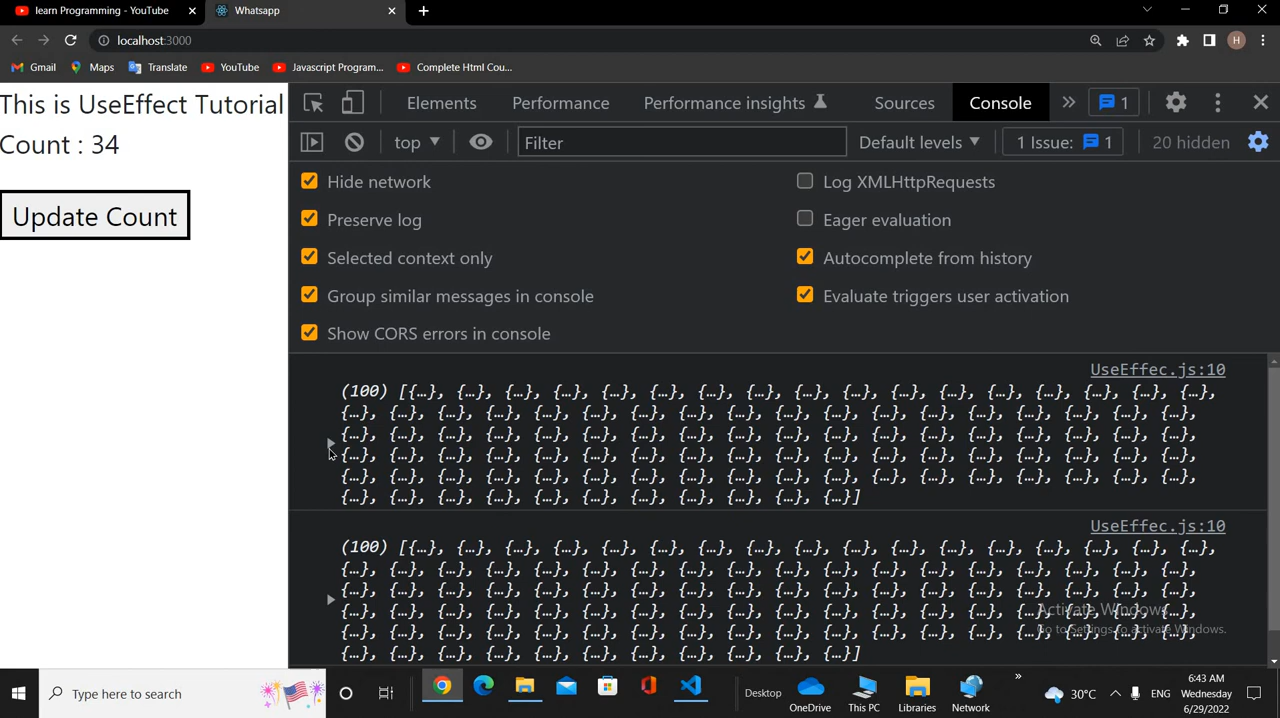 learn Programming - YouTube
Whatsapp
localhost:3000
Gmail
Maps
Translate
YouTube
Javascript Program...
Complete Html Cou...
This is UseEffect Tutorial
Count : 34
Update Count
Elements
Performance
Performance insights
Sources
Console
1
top
Filter
Default levels
1 Issue: 1
20 hidden
Hide network
Log XMLHttpRequests
Preserve log
Eager evaluation
Selected context only
Autocomplete from history
Group similar messages in console
Evaluate triggers user activation
Show CORS errors in console
UseEffec.js:10
(100) [{…}, {…}, {…}, {…}, {…}, {…}, {…}, {…}, {…}, {…}, {…}, {…}, {…}, {…}, {…}, {…}, {…},
{…}, {…}, {…}, {…}, {…}, {…}, {…}, {…}, {…}, {…}, {…}, {…}, {…}, {…}, {…}, {…}, {…}, {…},
{…}, {…}, {…}, {…}, {…}, {…}, {…}, {…}, {…}, {…}, {…}, {…}, {…}, {…}, {…}, {…}, {…}, {…},
{…}, {…}, {…}, {…}, {…}, {…}, {…}, {…}, {…}, {…}, {…}, {…}, {…}, {…}, {…}, {…}, {…}, {…},
{…}, {…}, {…}, {…}, {…}, {…}, {…}, {…}, {…}, {…}, {…}, {…}, {…}, {…}, {…}, {…}, {…}, {…},
{…}, {…}, {…}, {…}, {…}, {…}, {…}, {…}, {…}, {…}, {…}]
UseEffec.js:10
(100) [{…}, {…}, {…}, {…}, {…}, {…}, {…}, {…}, {…}, {…}, {…}, {…}, {…}, {…}, {…}, {…}, {…},
{…}, {…}, {…}, {…}, {…}, {…}, {…}, {…}, {…}, {…}, {…}, {…}, {…}, {…}, {…}, {…}, {…}, {…},
{…}, {…}, {…}, {…}, {…}, {…}, {…}, {…}, {…}, {…}, {…}, {…}, {…}, {…}, {…}, {…}, {…}, {…},
{…}, {…}, {…}, {…}, {…}, {…}, {…}, {…}, {…}, {…}, {…}, {…}, {…}, {…}, {…}, {…}, {…}, {…},
{…}, {…}, {…}, {…}, {…}, {…}, {…}, {…}, {…}, {…}, {…}, {…}, {…}, {…}, {…}, {…}, {…}, {…},
{…}, {…}, {…}, {…}, {…}, {…}, {…}, {…}, {…}, {…}, {…}]
Activate Windows
Go to Settings to activate Windows.
Type here to search
Desktop
OneDrive
This PC
Libraries
Network
30°C
ENG
6:43 AM
Wednesday
6/29/2022
H